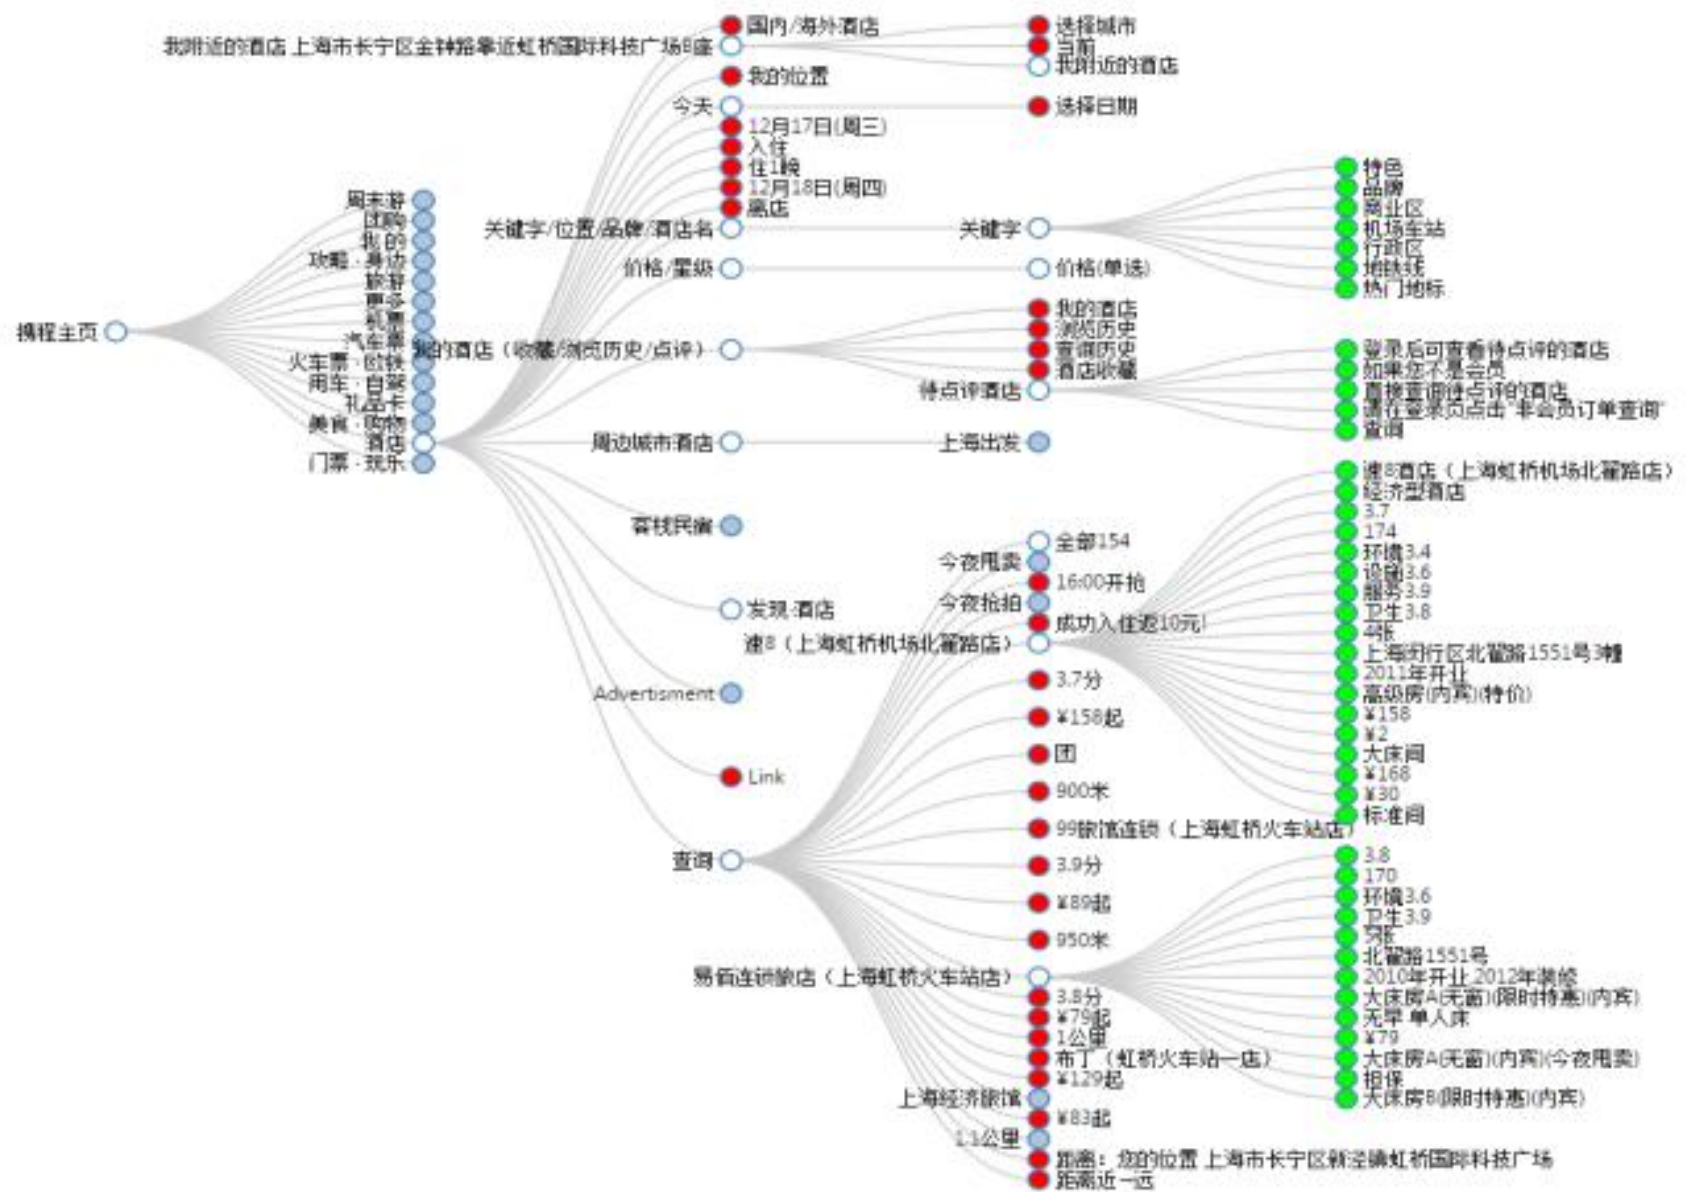 携程主页
周末游
团购
我的
攻略·身边
旅游
更多
机票
汽车票
火车票·欧铁
用车·自驾
礼品卡
美食·购物
酒店
门票·玩乐
国内/海外酒店
我附近的酒店 上海市长宁区金钟路靠近虹桥国际科技广场B座
我的位置
今天
12月17日(周三)
入住
住1晚
12月18日(周四)
离店
关键字/位置/品牌/酒店名
价格/星级
我的酒店（收藏/浏览历史/点评）
周边城市酒店
客栈民宿
发现·酒店
Advertisment
Link
查询
选择城市
当前
我附近的酒店
选择日期
关键字
价格(单选)
我的酒店
浏览历史
查询历史
酒店收藏
待点评酒店
上海出发
全部154
今夜甩卖
16:00开抢
今夜抢拍
成功入住返10元!
速8（上海虹桥机场北翟路店）
3.7分
¥158起
团
900米
99旅馆连锁（上海虹桥火车站店）
3.9分
¥89起
950米
易佰连锁旅店（上海虹桥火车站店）
3.8分
¥79起
1公里
布丁（虹桥火车站一店）
¥129起
上海经济旅馆
¥83起
1.1公里
距离：您的位置 上海市长宁区新泾镇虹桥国际科技广场
距离近→远
特色
品牌
商业区
机场车站
行政区
地铁线
热门地标
登录后可查看待点评的酒店
如果您不是会员
直接查询待点评的酒店
请在登录页点击"非会员订单查询"
查询
速8酒店（上海虹桥机场北翟路店）
经济型酒店
3.7
174
环境3.4
设施3.6
服务3.9
卫生3.8
4张
上海闵行区北翟路1551号3幢
2011年开业
高级房(内宾)(特价)
¥158
¥2
大床间
¥168
¥30
标准间
3.8
170
环境3.6
卫生3.9
5张
北翟路1551号
2010年开业 2012年装修
大床房A(无窗)(限时特惠)(内宾)
无早 单人床
¥79
大床房A(无窗)(内宾)(今夜甩卖)
担保
大床房B(限时特惠)(内宾)